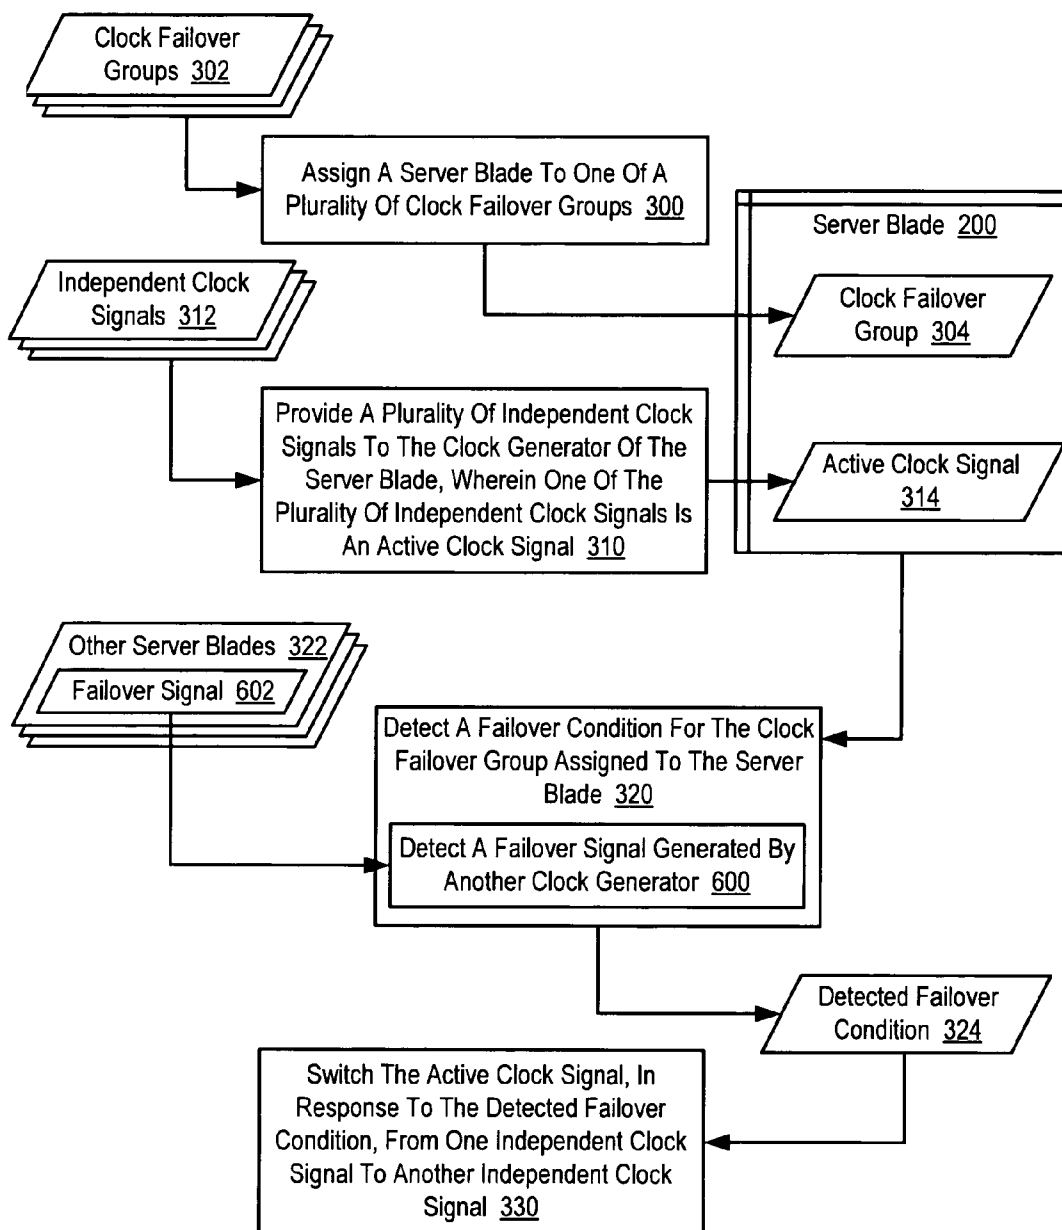 Clock Failover
Groups 302
Assign A Server Blade To One Of A
Plurality Of Clock Failover Groups 300
Server Blade 200
Independent Clock
Signals 312
Clock Failover
Group 304
Provide A Plurality Of Independent Clock
Signals To The Clock Generator Of The
Server Blade, Wherein One Of The
Plurality Of Independent Clock Signals Is
An Active Clock Signal 310
Active Clock Signal
314
Other Server Blades 322
Failover Signal 602
Detect A Failover Condition For The Clock
Failover Group Assigned To The Server
Blade 320
Detect A Failover Signal Generated By
Another Clock Generator 600
Detected Failover
Condition 324
Switch The Active Clock Signal, In
Response To The Detected Failover
Condition, From One Independent Clock
Signal To Another Independent Clock
Signal 330